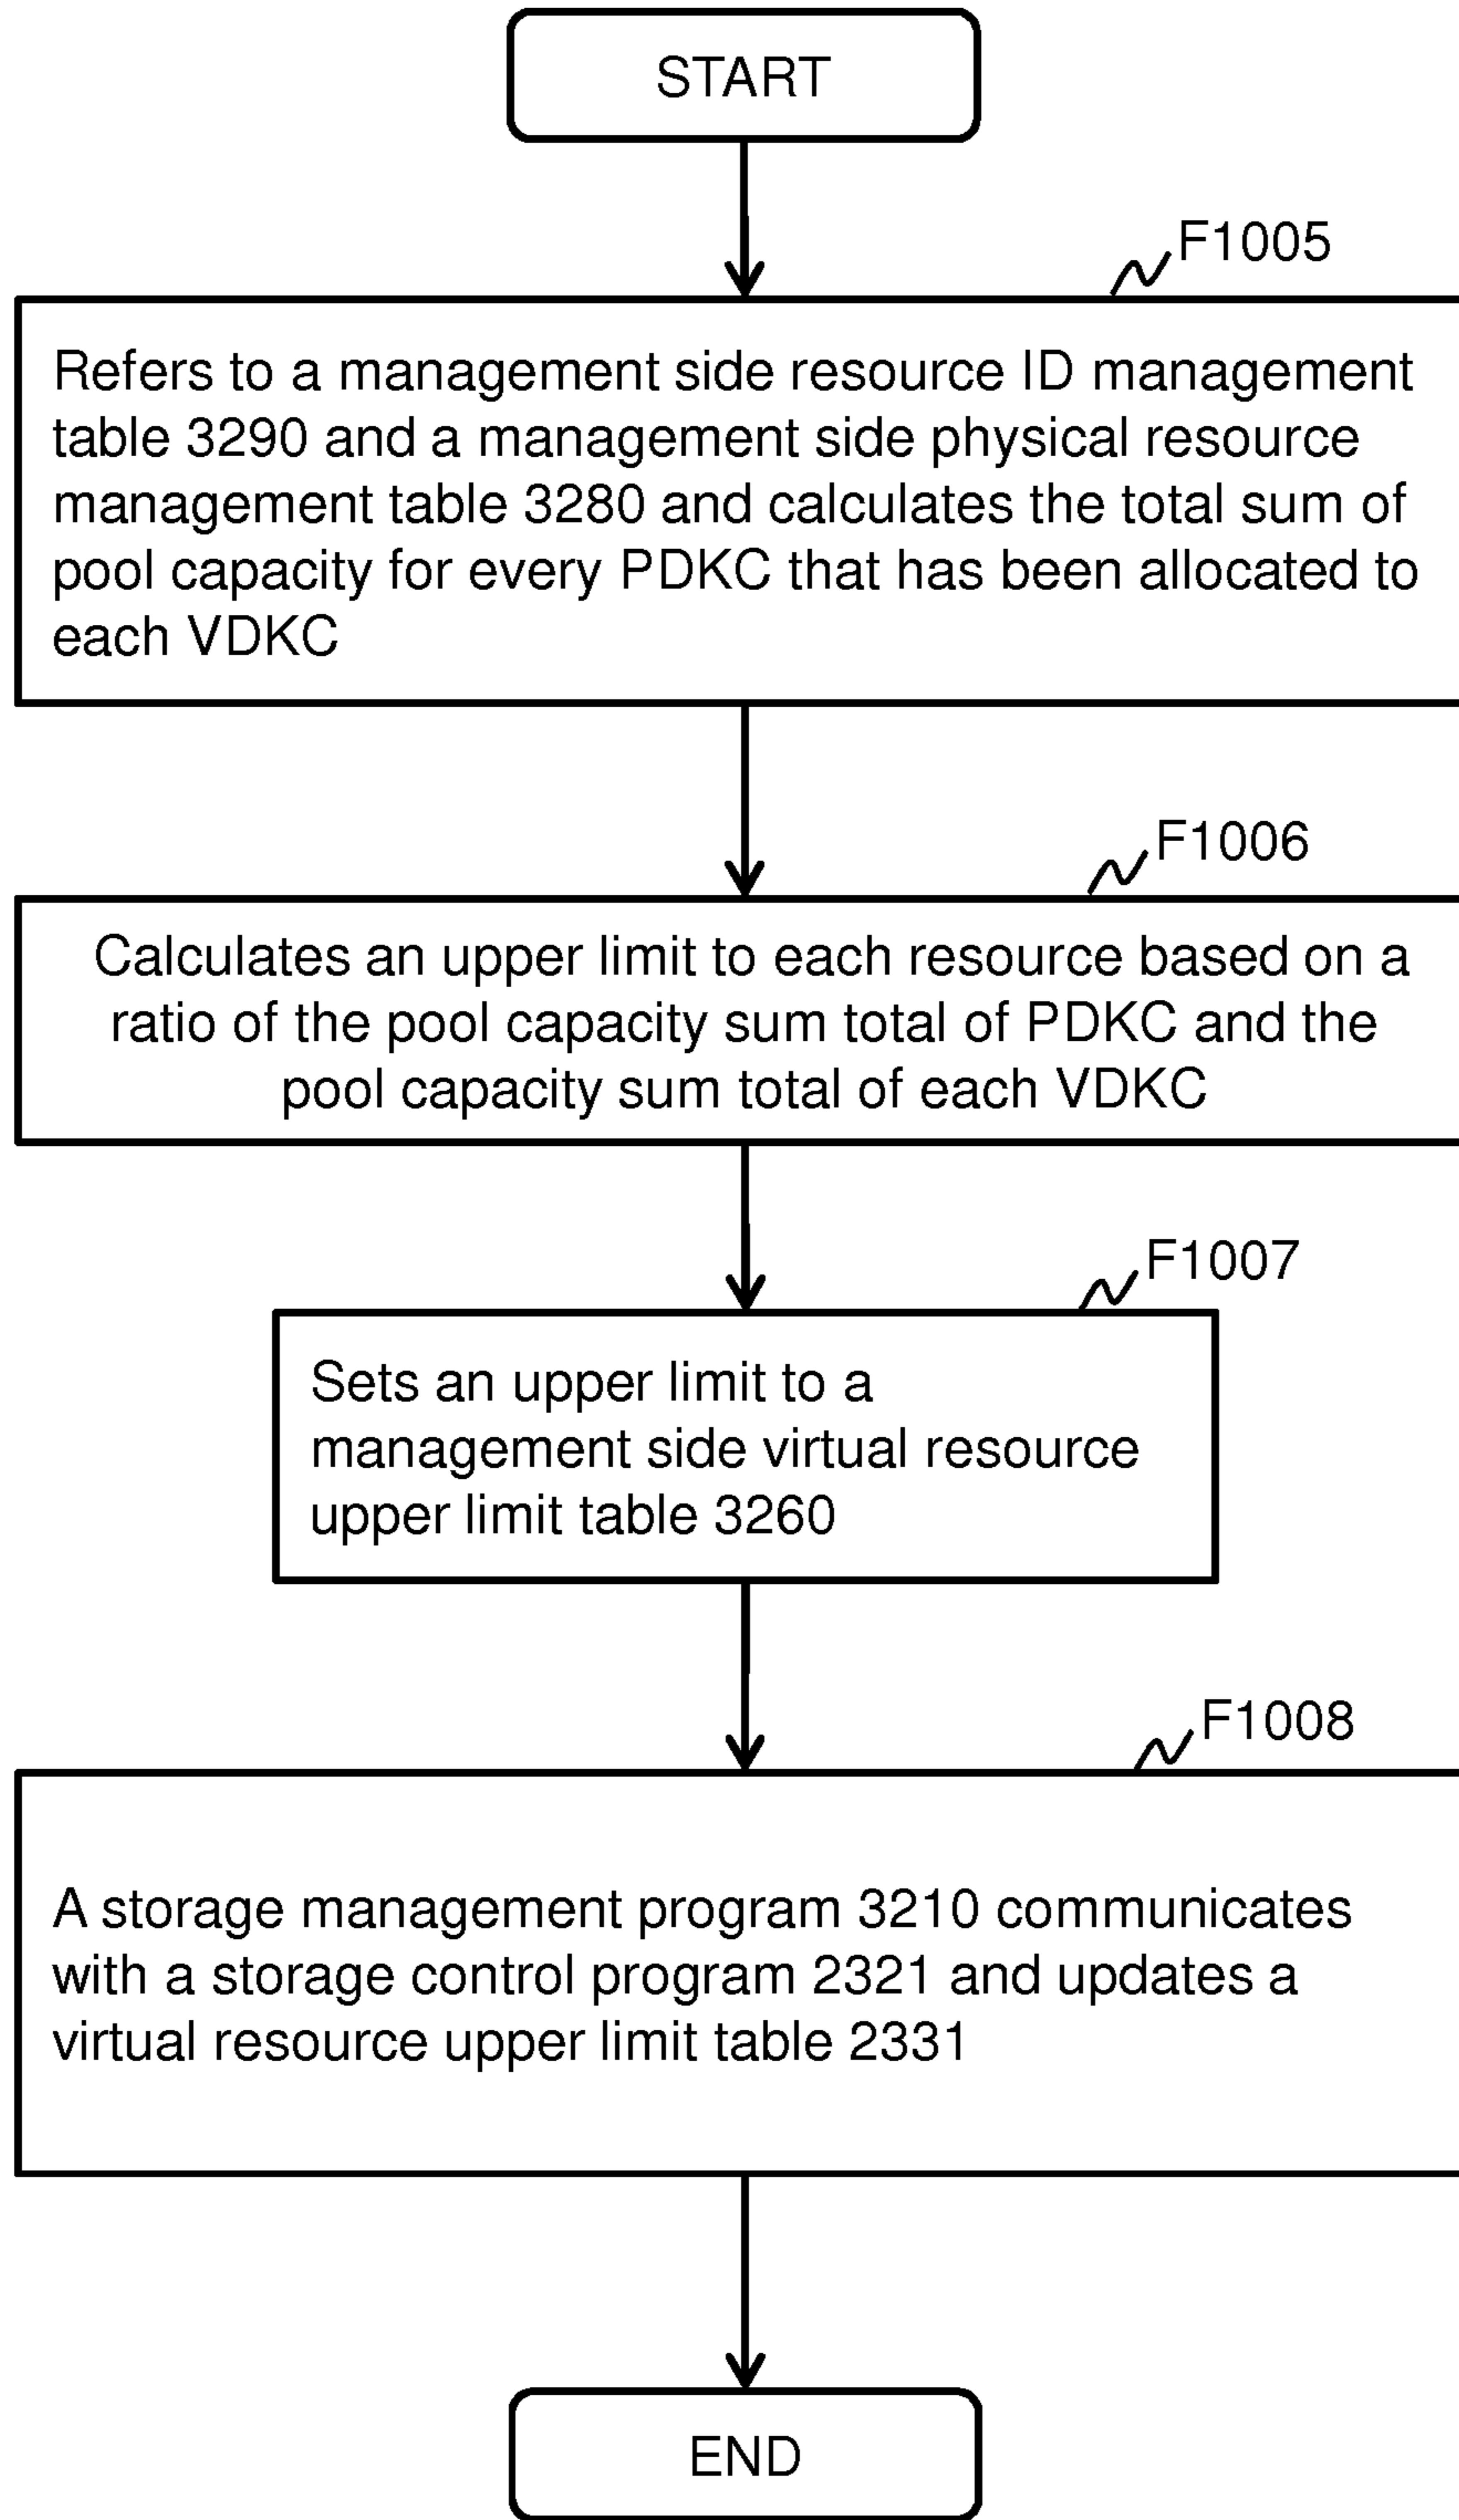 START
F1005
Refers to a management side resource ID management
table 3290 and a management side physical resource
management table 3280 and calculates the total sum of
pool capacity for every PDKC that has been allocated to
each VDKC
F1006
Calculates an upper limit to each resource based on a
ratio of the pool capacity sum total of PDKC and the
pool capacity sum total of each VDKC
F1007
Sets an upper limit to a
management side virtual resource
upper limit table 3260
F1008
A storage management program 3210 communicates
with a storage control program 2321 and updates a
virtual resource upper limit table 2331
END